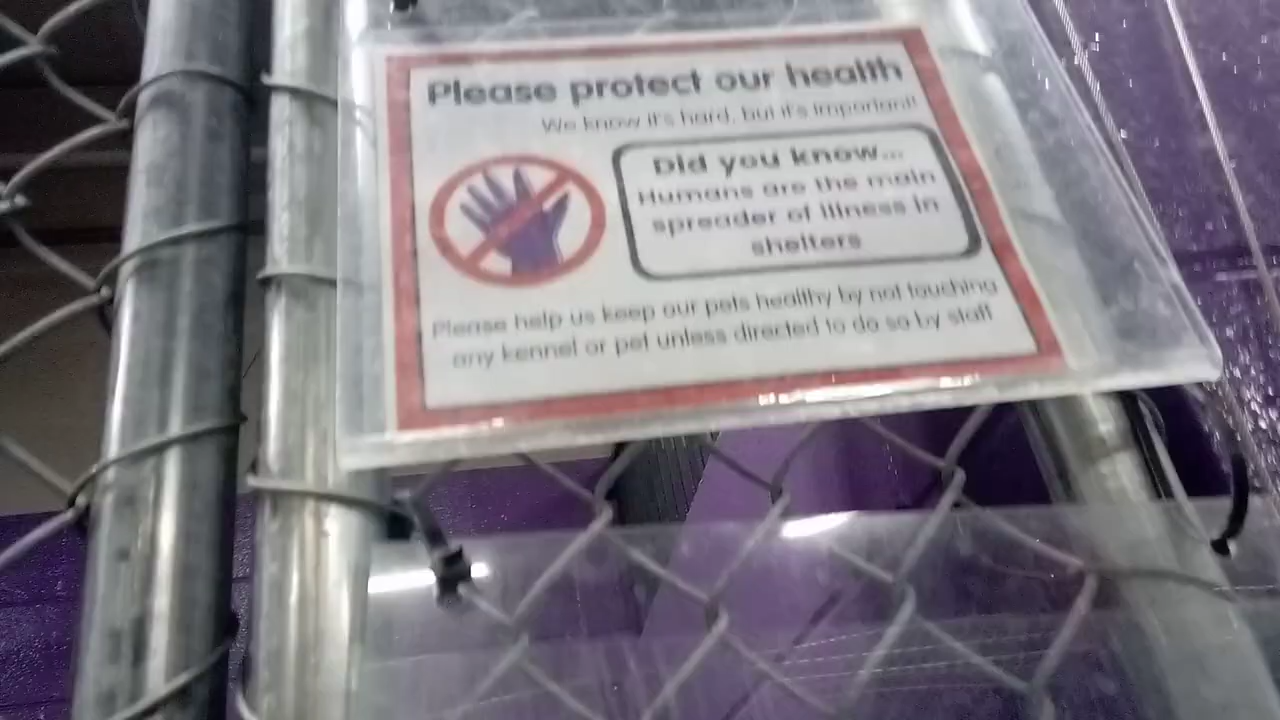 Please protect our health
We know it's hard, but it's important!
Did you know...
Humans are the main
spreader of illness in
shelters
Please help us keep our pets healthy by not touching
any kennel or pet unless directed to do so by staff